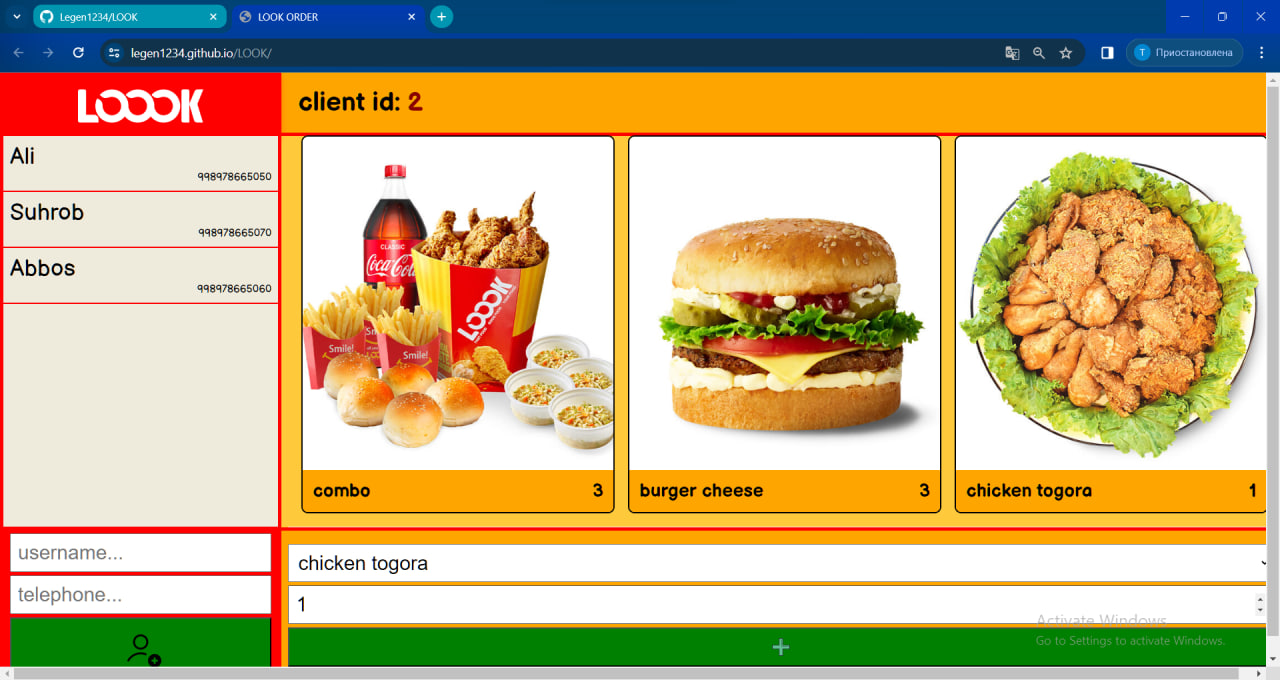 Legen1234/LOOK
LOOK ORDER
legen1234.github.io/LOOK/
T Приостановлена
LOOOK
client id: 2
Ali
998978665050
Suhrob
998978665070
Abbos
998978665060
CLASSIC
Coca-Cola
LOOOK
Smile!
Smile!
combo 3
burger cheese 3
chicken togora 1
username...
telephone...
chicken togora
1
Activate Windows
Go to Settings to activate Windows.